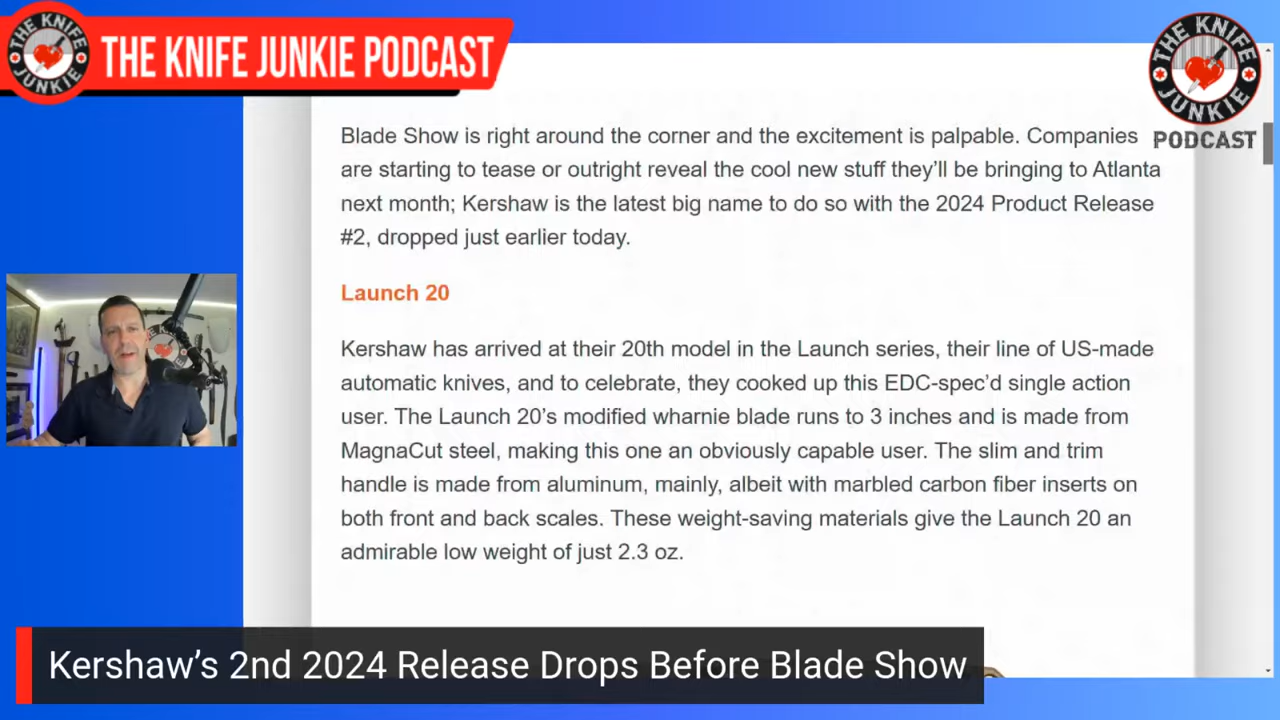 THE KNIFE JUNKIE
THE KNIFE JUNKIE PODCAST
THE KNIFE JUNKIE
PODCAST
Blade Show is right around the corner and the excitement is palpable. Companies
are starting to tease or outright reveal the cool new stuff they’ll be bringing to Atlanta
next month; Kershaw is the latest big name to do so with the 2024 Product Release
#2, dropped just earlier today.
Launch 20
Kershaw has arrived at their 20th model in the Launch series, their line of US-made
automatic knives, and to celebrate, they cooked up this EDC-spec’d single action
user. The Launch 20’s modified wharnie blade runs to 3 inches and is made from
MagnaCut steel, making this one an obviously capable user. The slim and trim
handle is made from aluminum, mainly, albeit with marbled carbon fiber inserts on
both front and back scales. These weight-saving materials give the Launch 20 an
admirable low weight of just 2.3 oz.
Kershaw’s 2nd 2024 Release Drops Before Blade Show